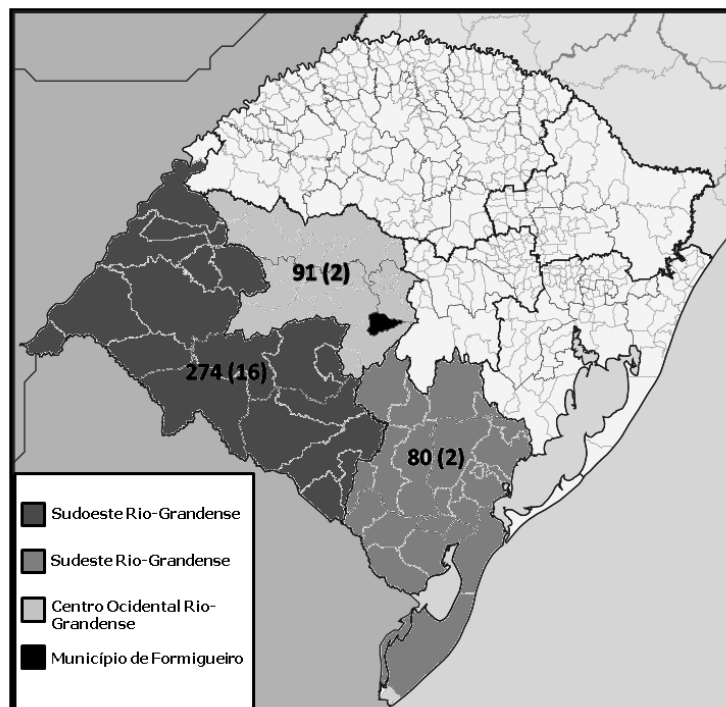 91 (2)
274 (16)
80 (2)
Sudoeste Rio-Grandense
Sudeste Rio-Grandense
Centro Ocidental Rio-
Grandense
Município de Formigueiro